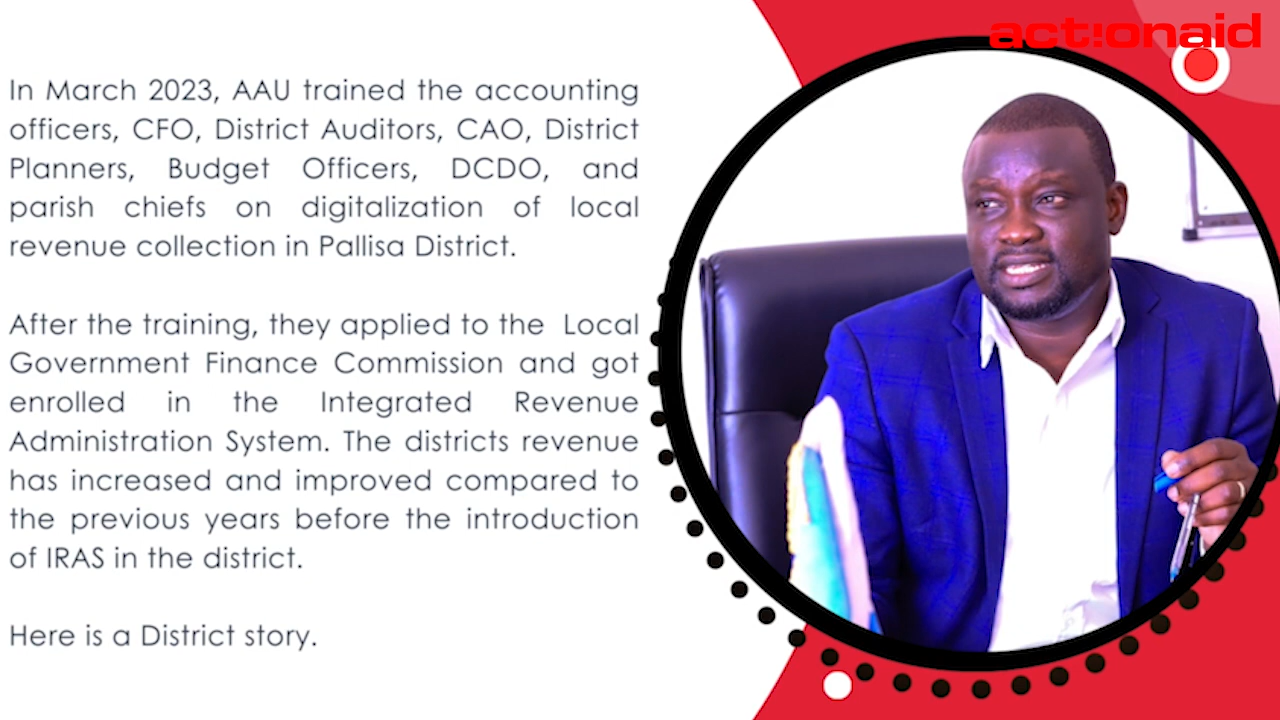 actionaid
In March 2023, AAU trained the accounting
officers, CFO, District Auditors, CAO, District
Planners, Budget Officers, DCDO, and
parish chiefs on digitalization of local
revenue collection in Pallisa District.
After the training, they applied to the Local
Government Finance Commission and got
enrolled in the Integrated Revenue
Administration System. The districts revenue
has increased and improved compared to
the previous years before the introduction
of IRAS in the district.
Here is a District story.